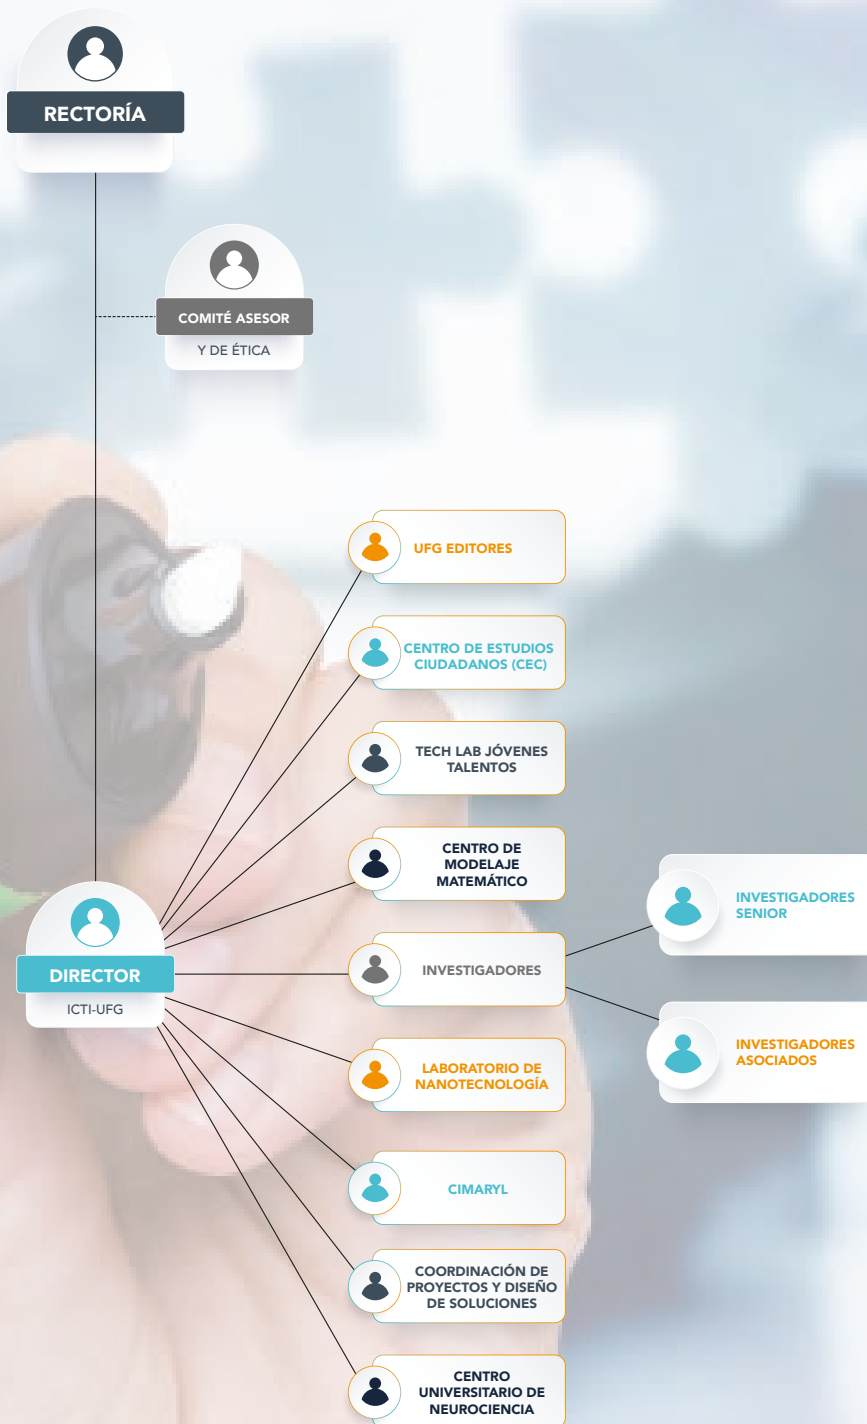 RECTORÍA
COMITÉ ASESOR
Y DE ÉTICA
UFG EDITORES
CENTRO DE ESTUDIOS
CIUDADANOS (CEC)
TECH LAB JÓVENES
TALENTOS
CENTRO DE
MODELAJE
MATEMÁTICO
DIRECTOR
ICTI-UFG
INVESTIGADORES
INVESTIGADORES
SENIOR
INVESTIGADORES
ASOCIADOS
LABORATORIO DE
NANOTECNOLOGÍA
CIMARYL
COORDINACIÓN DE
PROYECTOS Y DISEÑO
DE SOLUCIONES
CENTRO
UNIVERSITARIO DE
NEUROCIENCIA